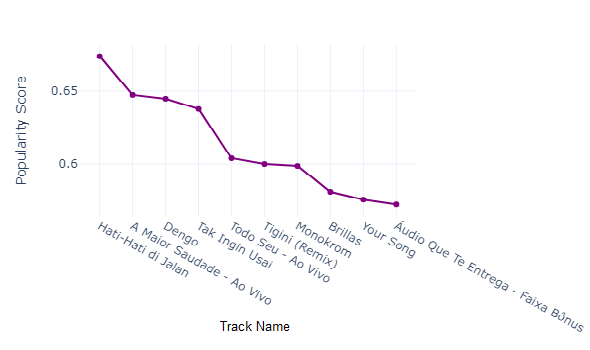 Popularity Score
0.65
0.6
Hati-Hati di Jalan
A Maior Saudade - Ao Vivo
Dengo
Tak Ingin Usai
Todo Seu - Ao Vivo
Tigini (Remix)
Monokrom
Brillas
Your Song
Áudio Que Te Entrega - Faixa Bônus
Track Name